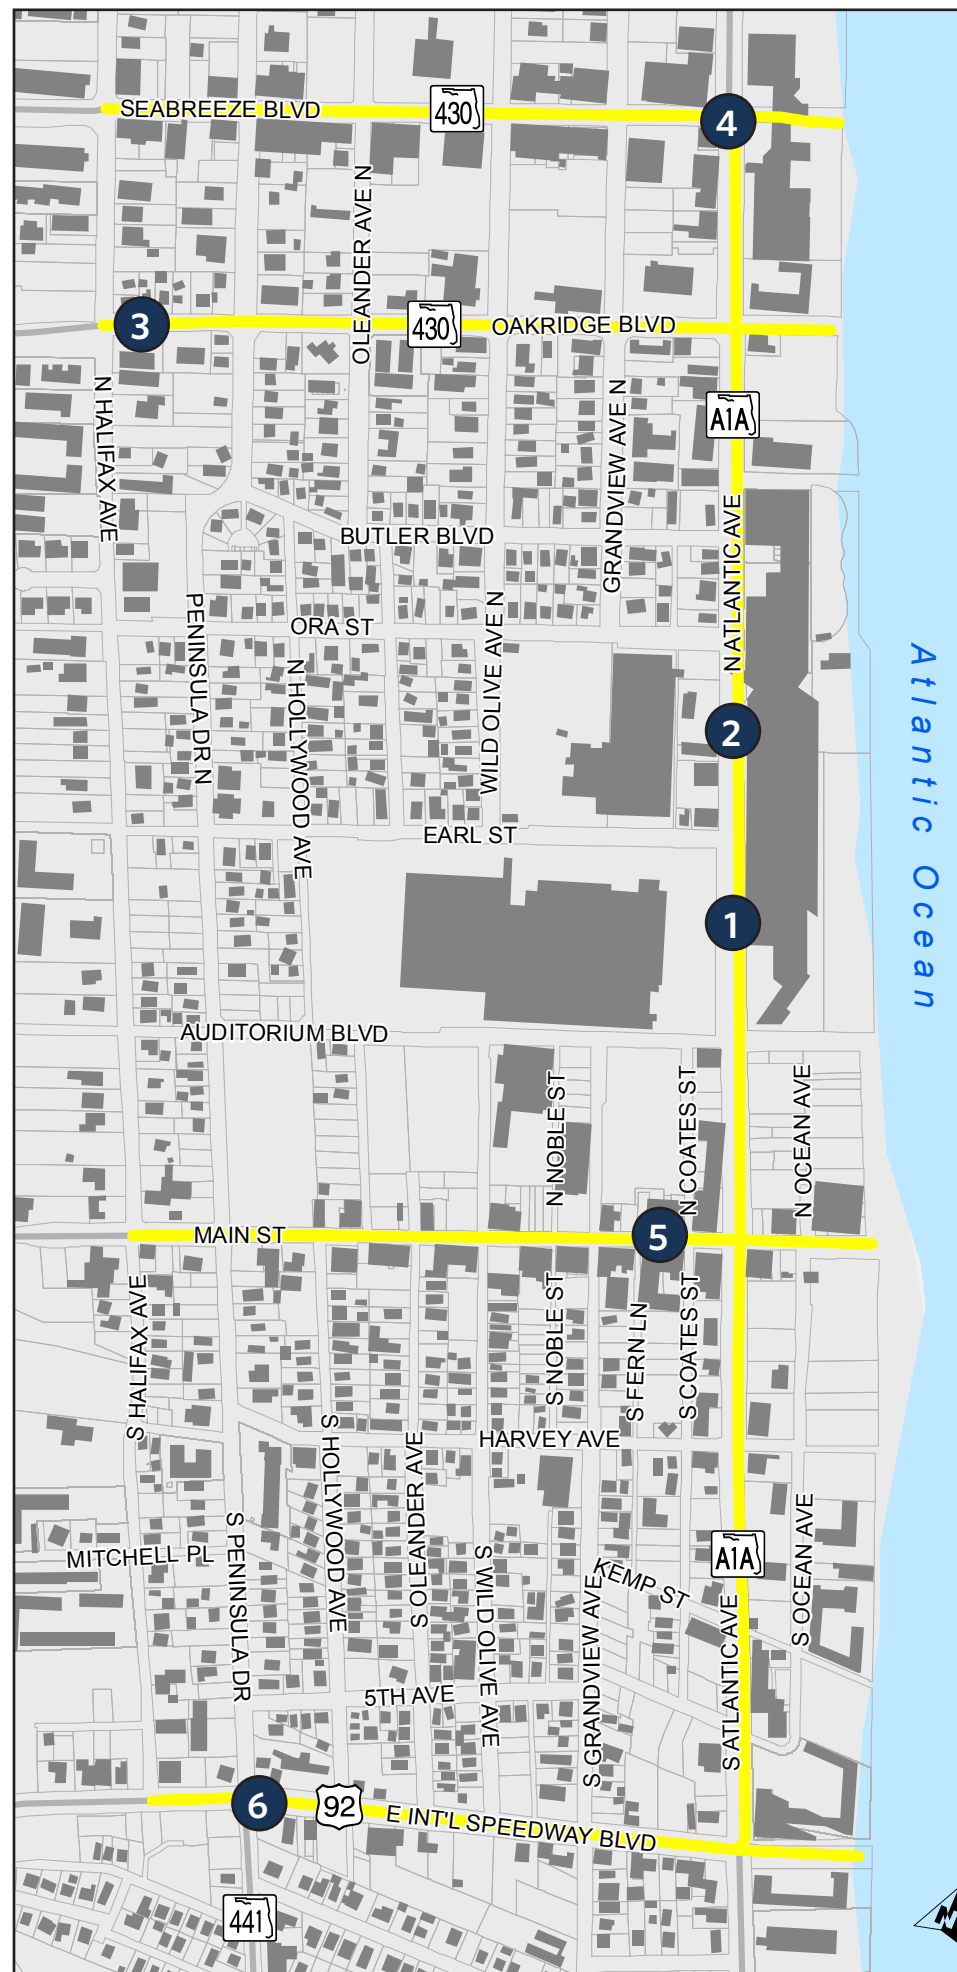 SEABREEZE BLVD
430
4
OLEANDER AVE N
3
430
OAKRIDGE BLVD
N HALIFAX AVE
GRANDVIEW AVE N
A1A
N ATLANTIC AVE
BUTLER BLVD
PENINSULA DR N
ORA ST
WILD OLIVE AVE N
N HOLLYWOOD AVE
Atlantic Ocean
2
EARL ST
1
AUDITORIUM BLVD
N NOBLE ST
N COATES ST
N OCEAN AVE
MAIN ST
5
S HALIFAX AVE
S NOBLE ST
S FERN LN
S COATES ST
S HOLLYWOOD AVE
S OLEANDER AVE
HARVEY AVE
S OCEAN AVE
MITCHELL PL
S PENINSULA DR
S WILD OLIVE AVE
KEMP ST
A1A
S GRANDVIEW AVE
S ATLANTIC AVE
5TH AVE
6
92
E INT'L SPEEDWAY BLVD
441